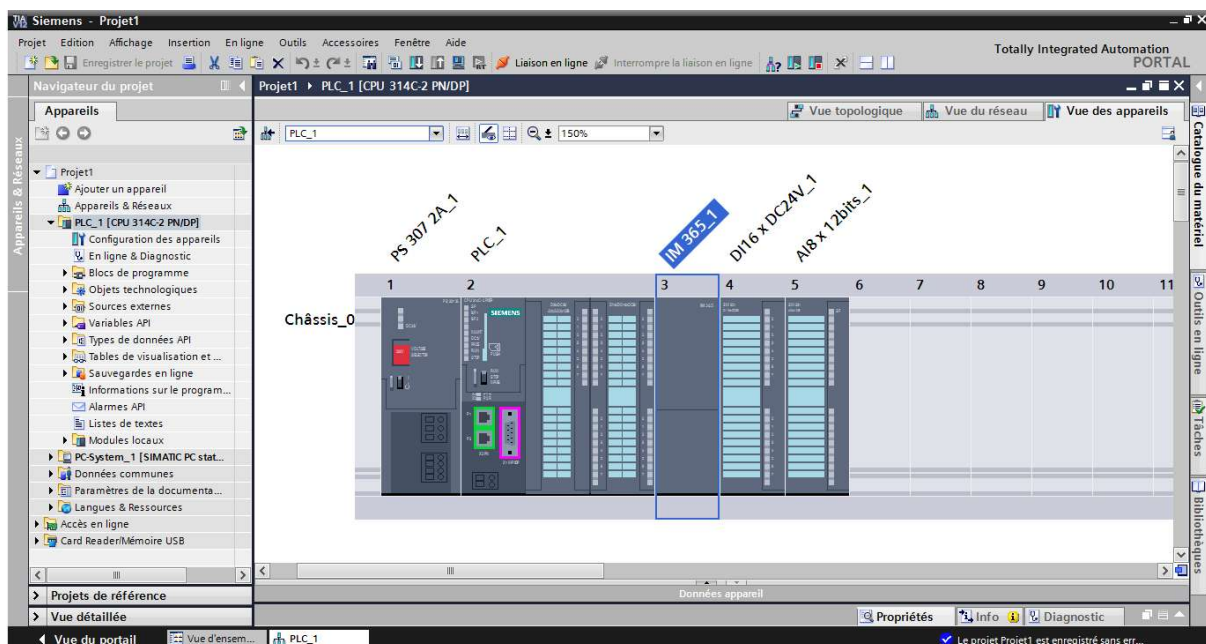 Siemens - Projet1
Projet Edition Affichage Insertion En ligne Outils Accessoires Fenêtre Aide
Totally Integrated Automation
PORTAL
Enregistrer le projet Liaison en ligne Interrompre la liaison en ligne
Navigateur du projet
Projet1 PLC_1 [CPU 314C-2 PN/DP]
Appareils
Vue topologique Vue du réseau Vue des appareils
PLC_1 150%
Appareils & Réseaux
Projet1
Ajouter un appareil
Appareils & Réseaux
PLC_1 [CPU 314C-2 PN/DP]
Configuration des appareils
En ligne & Diagnostic
Blocs de programme
Objets technologiques
Sources externes
Variables API
Types de données API
Tables de visualisation et ...
Sauvegardes en ligne
Informations sur le program...
Alarmes API
Listes de textes
Modules locaux
PC-System_1 [SIMATIC PC stat...
Données communes
Paramètres de la documenta...
Langues & Ressources
Accès en ligne
Card Reader/Mémoire USB
Projets de référence
Vue détaillée
PS 307 2A_1
PLC_1
IM 365_1
DI16 x DC24V_1
AI8 x 12bits_1
1 2 3 4 5 6 7 8 9 10 11
Châssis_0
SIEMENS
Données appareil
Propriétés Info Diagnostic
Catalogue du matériel
Outils en ligne
Tâches
Bibliothèques
Vue du portail Vue d'ensem... PLC_1
Le projet Projet1 est enregistré sans err...